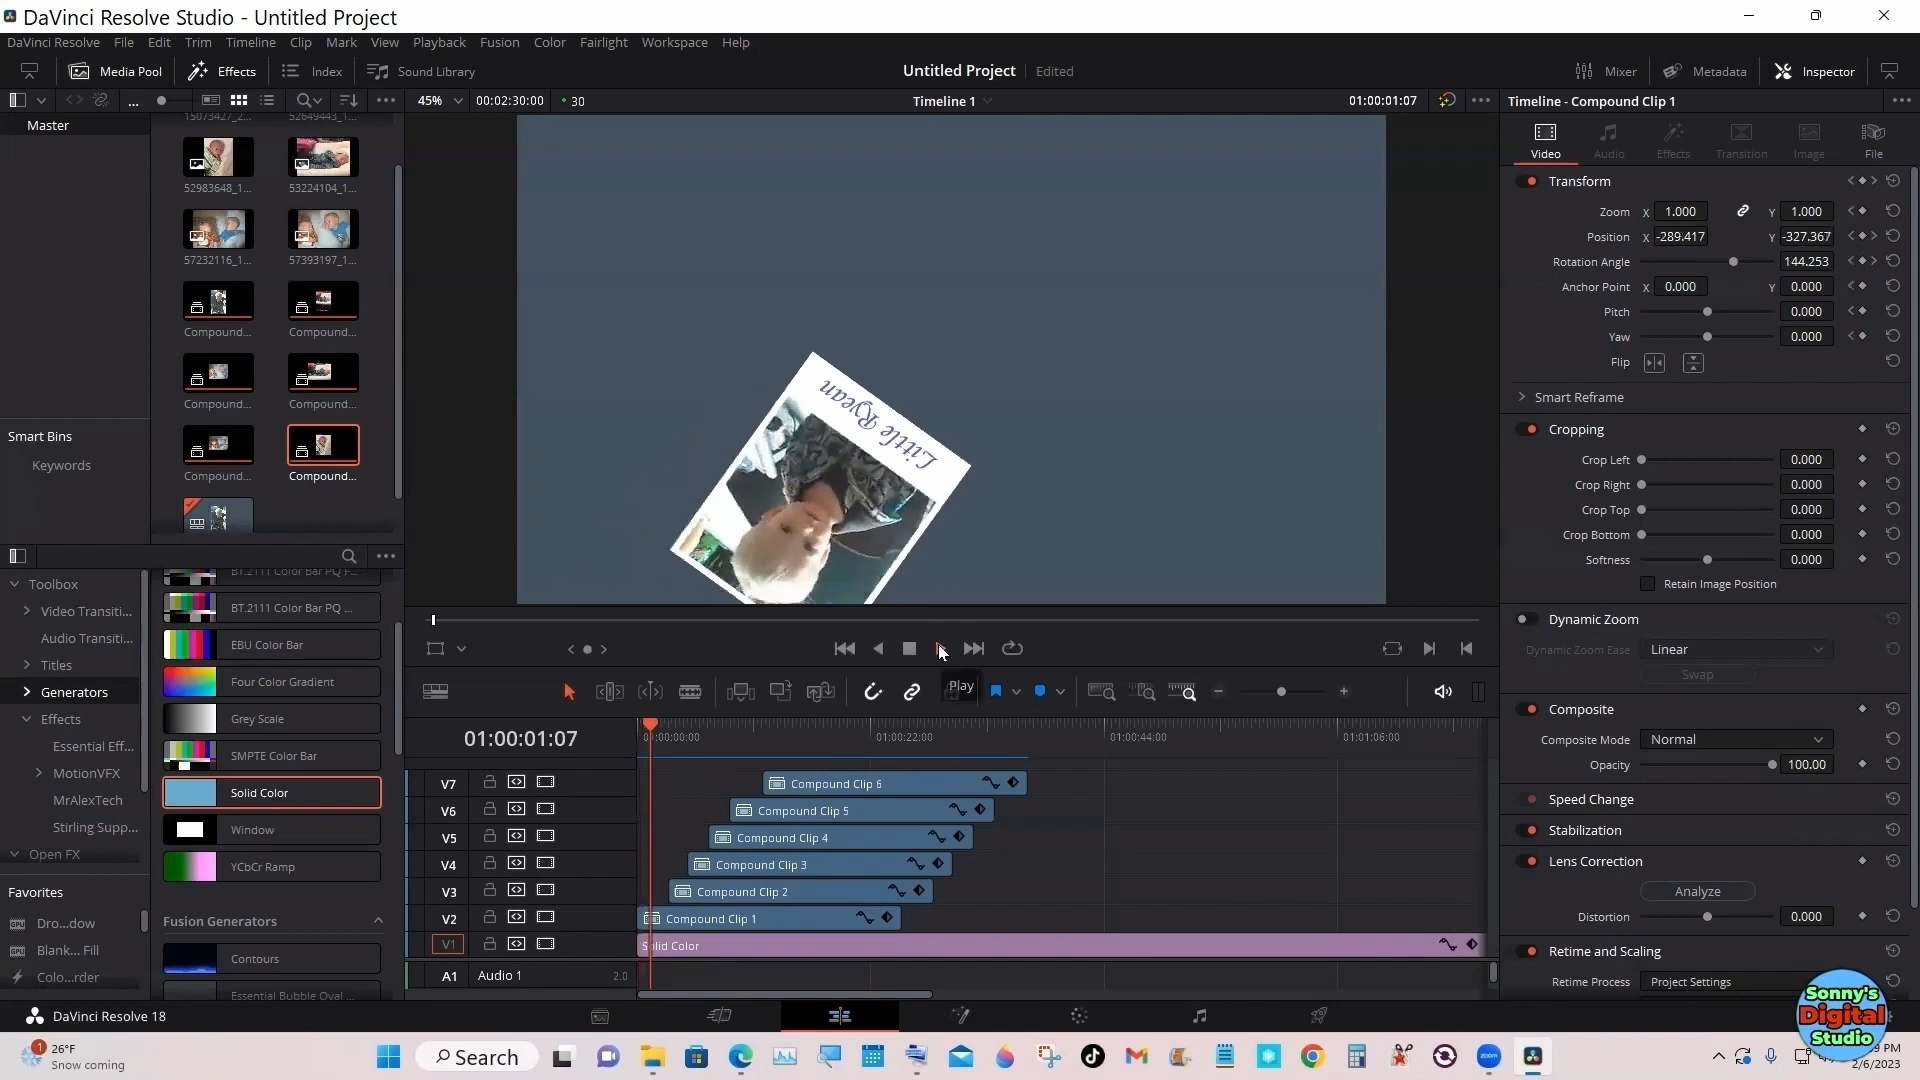 DaVinci Resolve Studio - Untitled Project
DaVinci Resolve File Edit Trim Timeline Clip Mark View Playback Fusion Color Fairlight Workspace Help
Media Pool Effects Index Sound Library Untitled Project Edited Mixer Metadata Inspector
... 45% 00:02:30:00 • 30 Timeline 1 01:00:01:07 Timeline - Compound Clip 1
Master
52983648_1... 53224104_1...
57232116_1... 57393197_1...
Compound... Compound...
Compound... Compound...
Compound... Compound...
Smart Bins
Keywords
Little Ryean
Video Audio Effects Transition Image File
Transform
Zoom X 1.000 Y 1.000
Position X -289.417 Y -327.367
Rotation Angle 144.253
Anchor Point X 0.000 Y 0.000
Pitch 0.000
Yaw 0.000
Flip
Smart Reframe
Cropping
Crop Left 0.000
Crop Right 0.000
Crop Top 0.000
Crop Bottom 0.000
Softness 0.000
Retain Image Position
Dynamic Zoom
Dynamic Zoom Ease Linear
Swap
Composite
Composite Mode Normal
Opacity 100.00
Speed Change
Stabilization
Lens Correction
Analyze
Distortion 0.000
Retime and Scaling
Retime Process Project Settings
Toolbox
Video Transiti...
Audio Transiti...
Titles
Generators
Effects
Essential Eff...
MotionVFX
MrAlexTech
Stirling Supp...
Open FX
Favorites
Dro...dow
Blank... Fill
Colo...rder
BT.2111 Color Bar PQ F...
BT.2111 Color Bar PQ ...
EBU Color Bar
Four Color Gradient
Grey Scale
SMPTE Color Bar
Solid Color
Window
YCbCr Ramp
Fusion Generators
Contours
Essential Bubble Oval ...
Play
01:00:01:07 00:00:00 01:00:22:00 01:00:44:00 01:01:06:00
V7 Compound Clip 6
V6 Compound Clip 5
V5 Compound Clip 4
V4 Compound Clip 3
V3 Compound Clip 2
V2 Compound Clip 1
V1 Solid Color
A1 Audio 1 2.0
DaVinci Resolve 18
Sonny's
Digital
Studio
1 26°F
Snow coming
Search
zoom
PM
2/6/2023